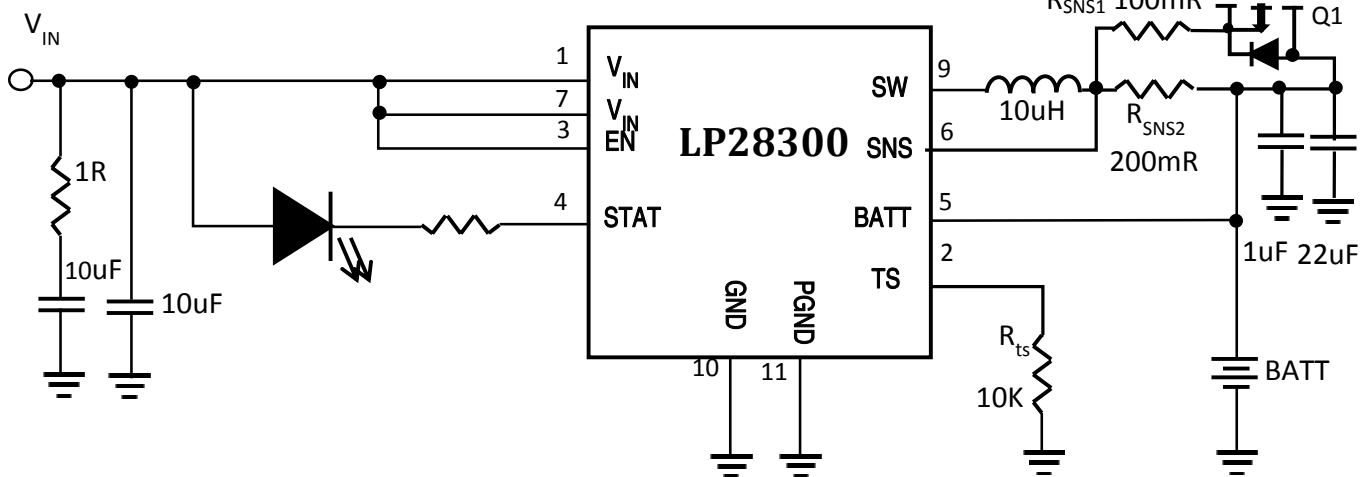 R_SNS1 100mR
Q1
V_IN
1
V_IN
7
V_IN
3
EN
4
STAT
LP28300
SW
9
SNS
6
BATT
5
TS
2
GND
PGND
10
11
10uH
R_SNS2
200mR
1uF
22uF
1R
10uF
10uF
R_ts
10K
BATT